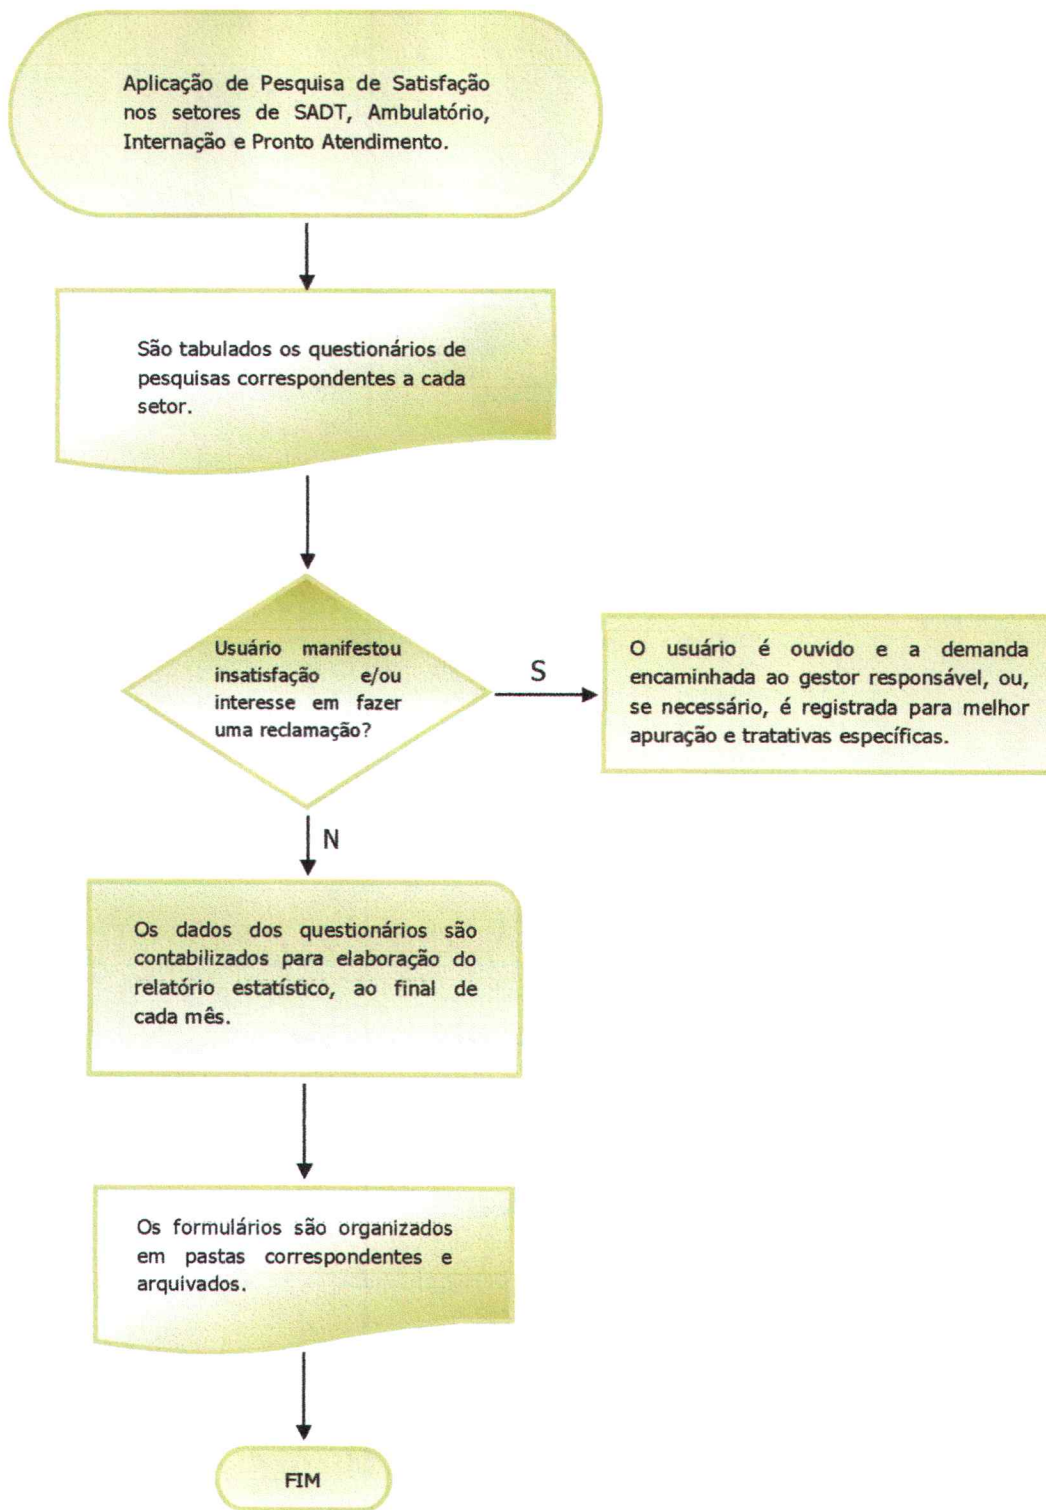 Aplicação de Pesquisa de Satisfação
nos setores de SADT, Ambulatório,
Internação e Pronto Atendimento.
São tabulados os questionários de
pesquisas correspondentes a cada
setor.
Usuário manifestou
insatisfação e/ou
interesse em fazer
uma reclamação?
S
O usuário é ouvido e a demanda
encaminhada ao gestor responsável, ou,
se necessário, é registrada para melhor
apuração e tratativas específicas.
N
Os dados dos questionários são
contabilizados para elaboração do
relatório estatístico, ao final de
cada mês.
Os formulários são organizados
em pastas correspondentes e
arquivados.
FIM